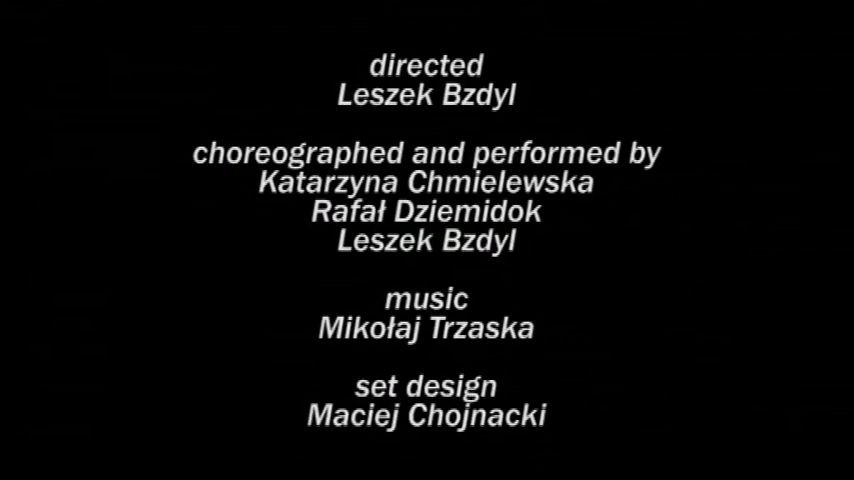 directed
Leszek Bzdyl
choreographed and performed by
Katarzyna Chmielewska
Rafał Dziemidok
Leszek Bzdyl
music
Mikołaj Trzaska
set design
Maciej Chojnacki